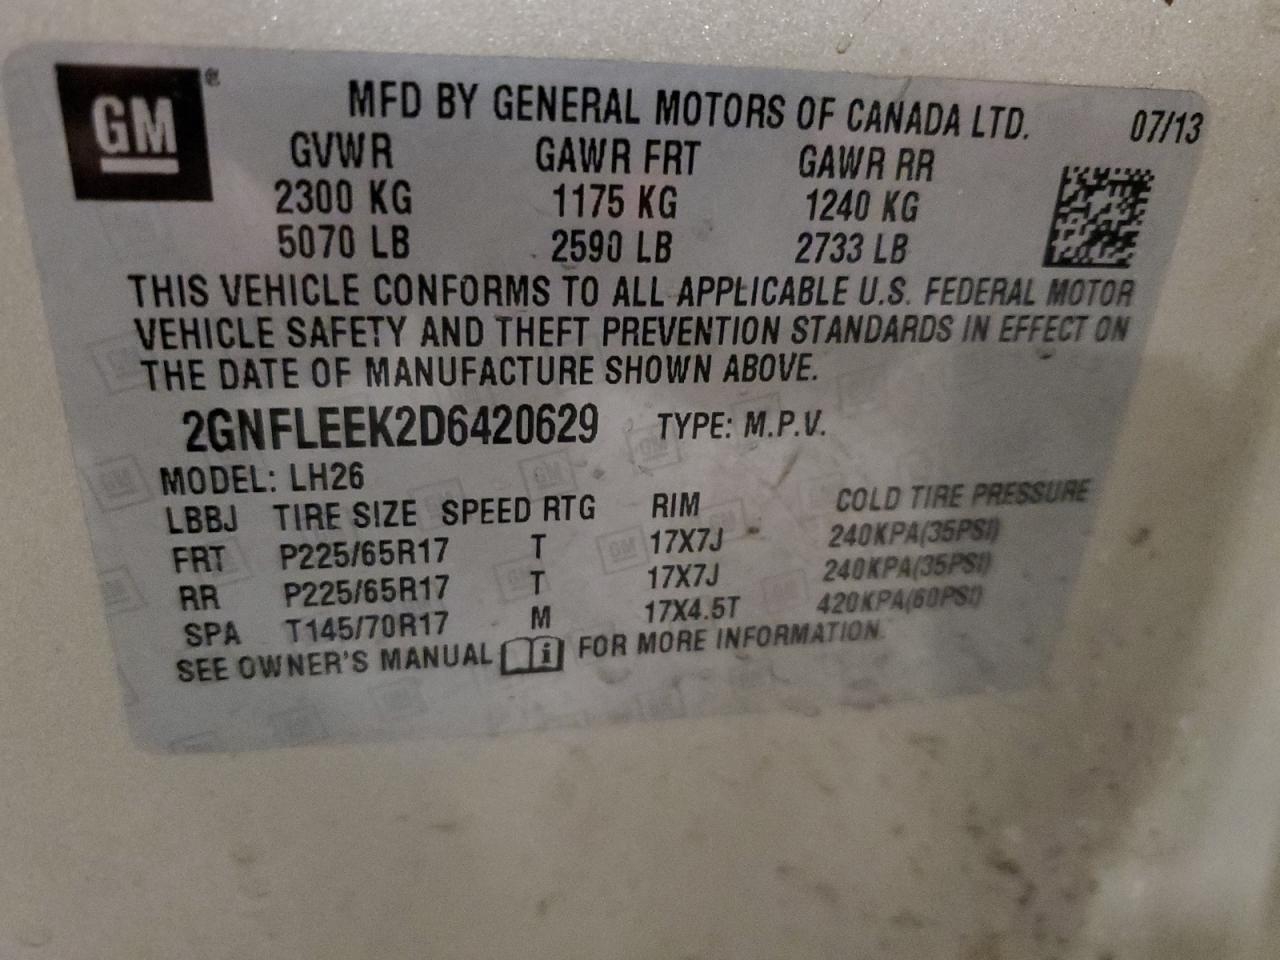 GM ®
MFD BY GENERAL MOTORS OF CANADA LTD. 07/13
GVWR GAWR FRT GAWR RR
2300 KG 1175 KG 1240 KG
5070 LB 2590 LB 2733 LB
THIS VEHICLE CONFORMS TO ALL APPLICABLE U.S. FEDERAL MOTOR
VEHICLE SAFETY AND THEFT PREVENTION STANDARDS IN EFFECT ON
THE DATE OF MANUFACTURE SHOWN ABOVE.
2GNFLEEK2D6420629 TYPE: M.P.V.
MODEL: LH26
LBBJ TIRE SIZE SPEED RTG RIM COLD TIRE PRESSURE
FRT P225/65R17 T 17X7J 240KPA(35PSI)
RR P225/65R17 T 17X7J 240KPA(35PSI)
SPA T145/70R17 M 17X4.5T 420KPA(60PSI)
SEE OWNER'S MANUAL i FOR MORE INFORMATION.